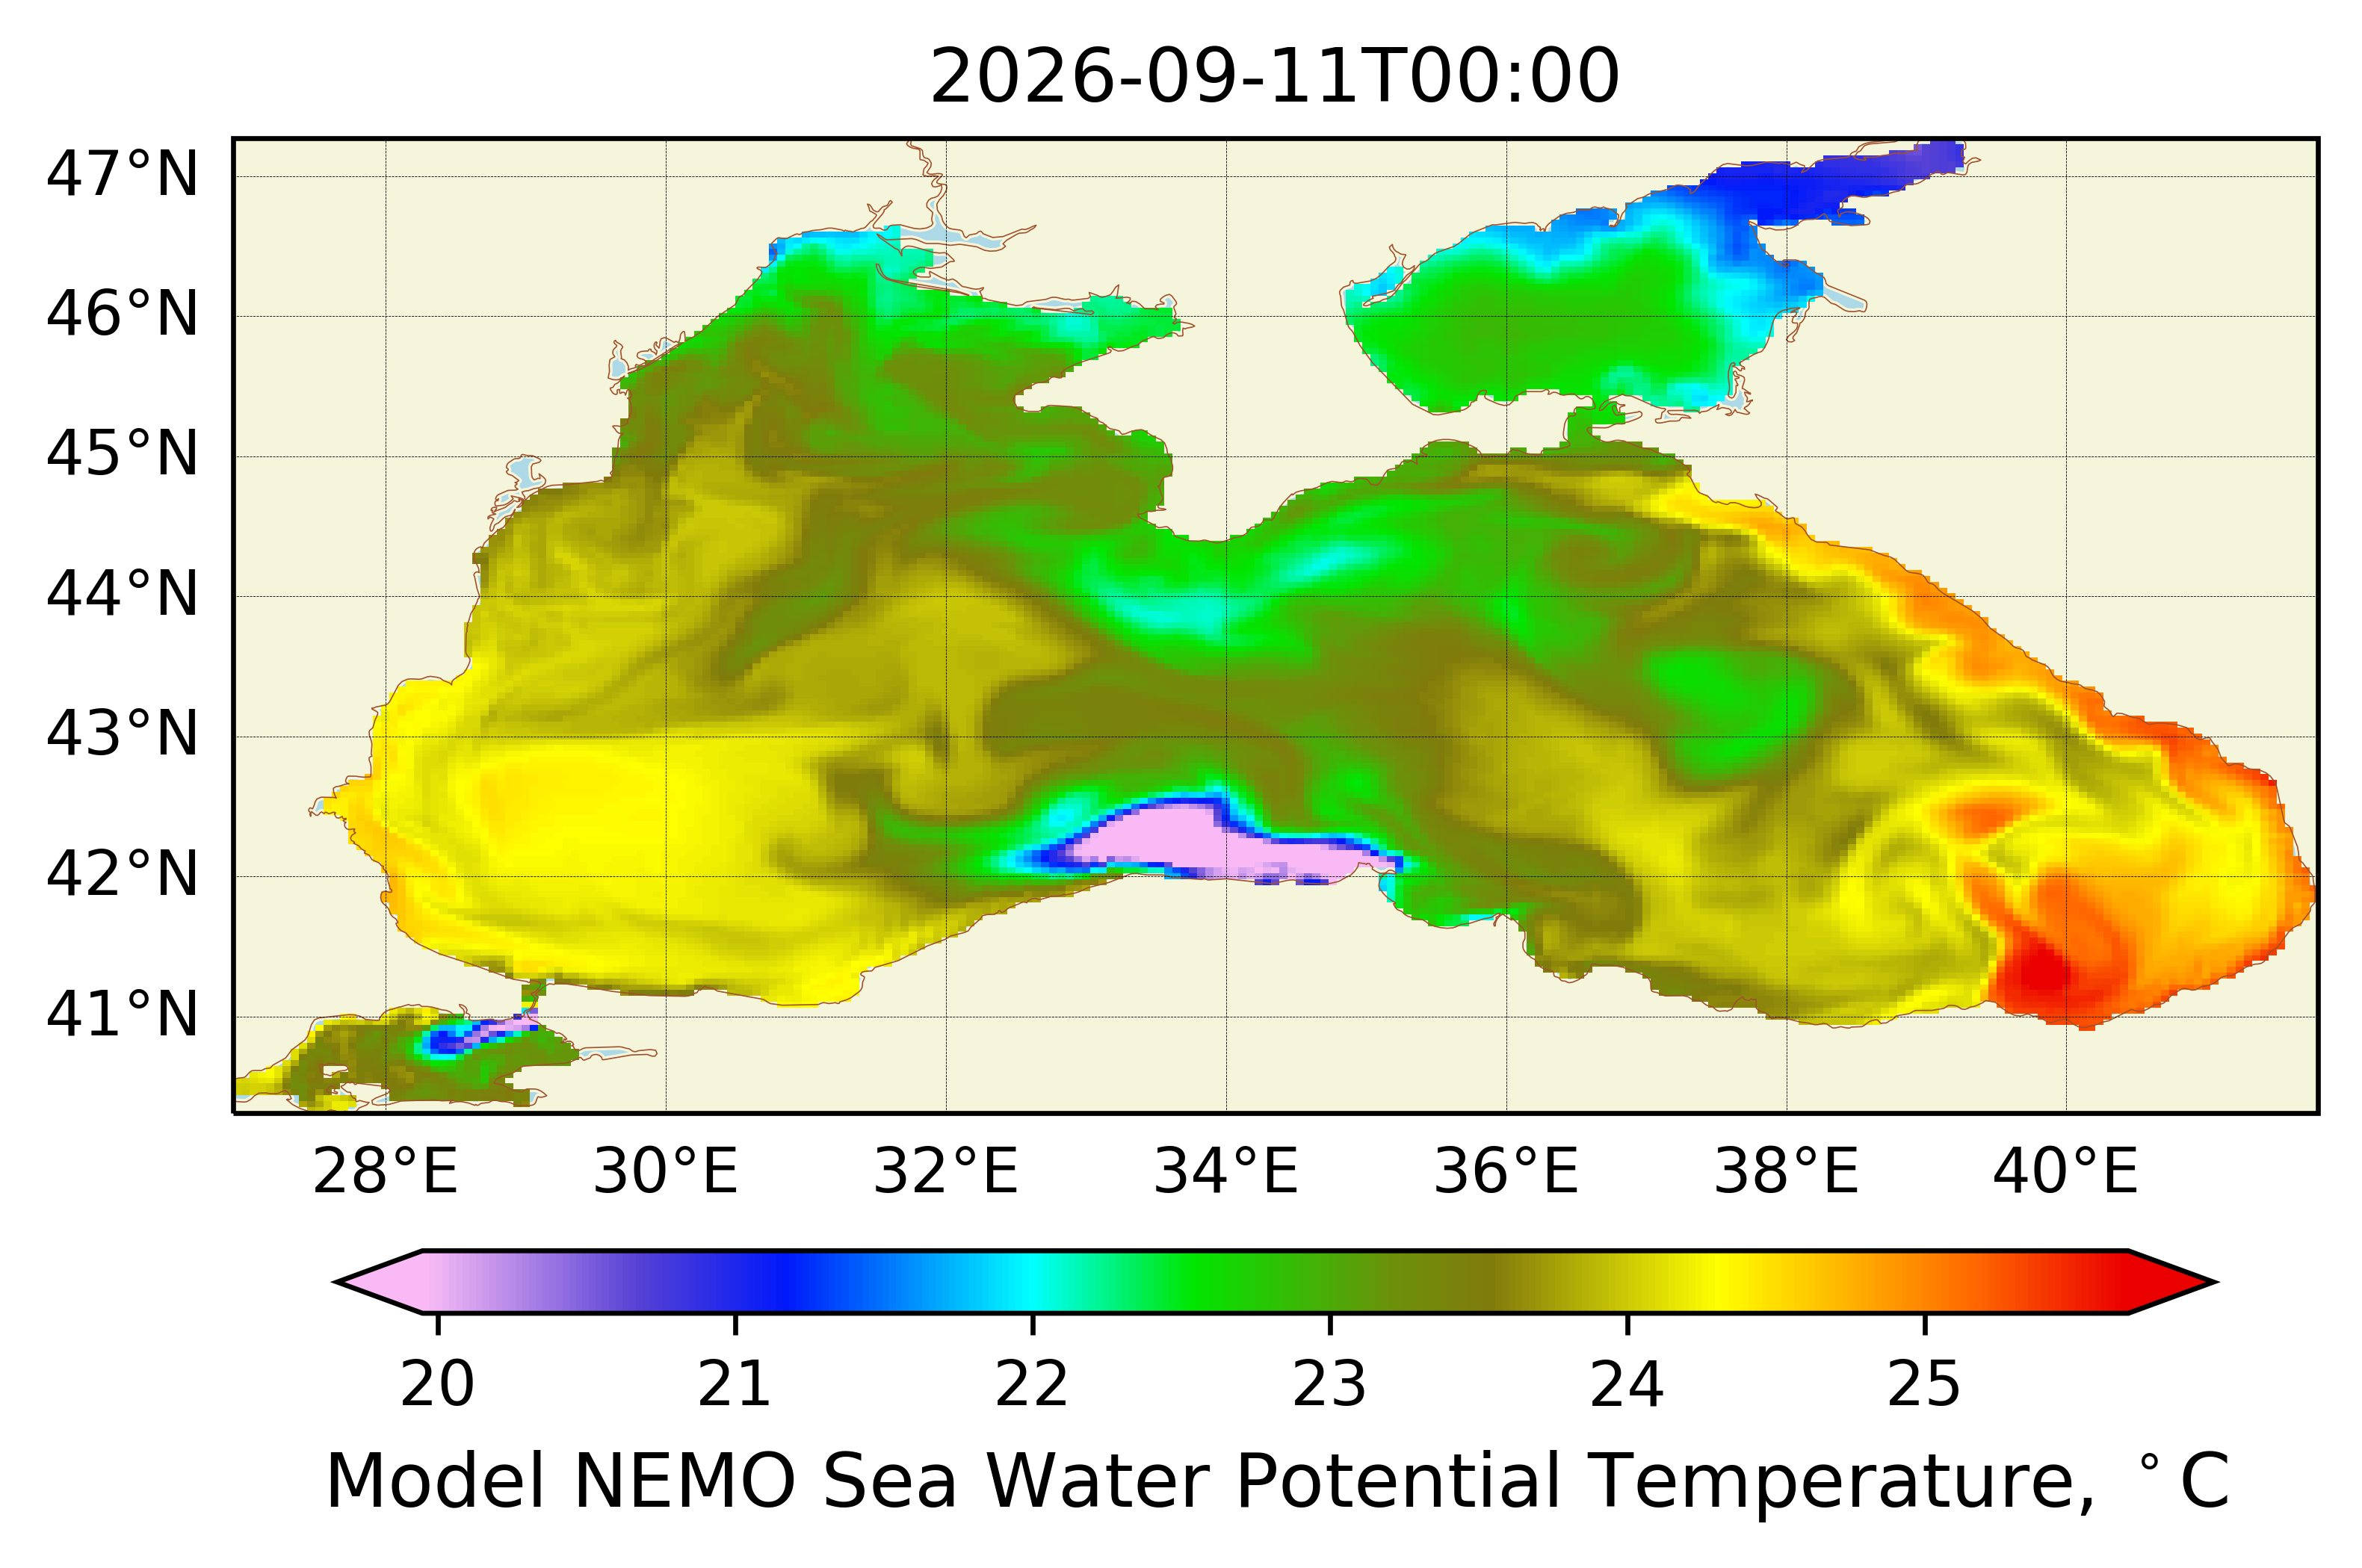 2026-09-11T00:00
47°N
46°N
45°N
44°N
43°N
42°N
41°N
28°E 30°E 32°E 34°E 36°E 38°E 40°E
20 21 22 23 24 25
Model NEMO Sea Water Potential Temperature, °C